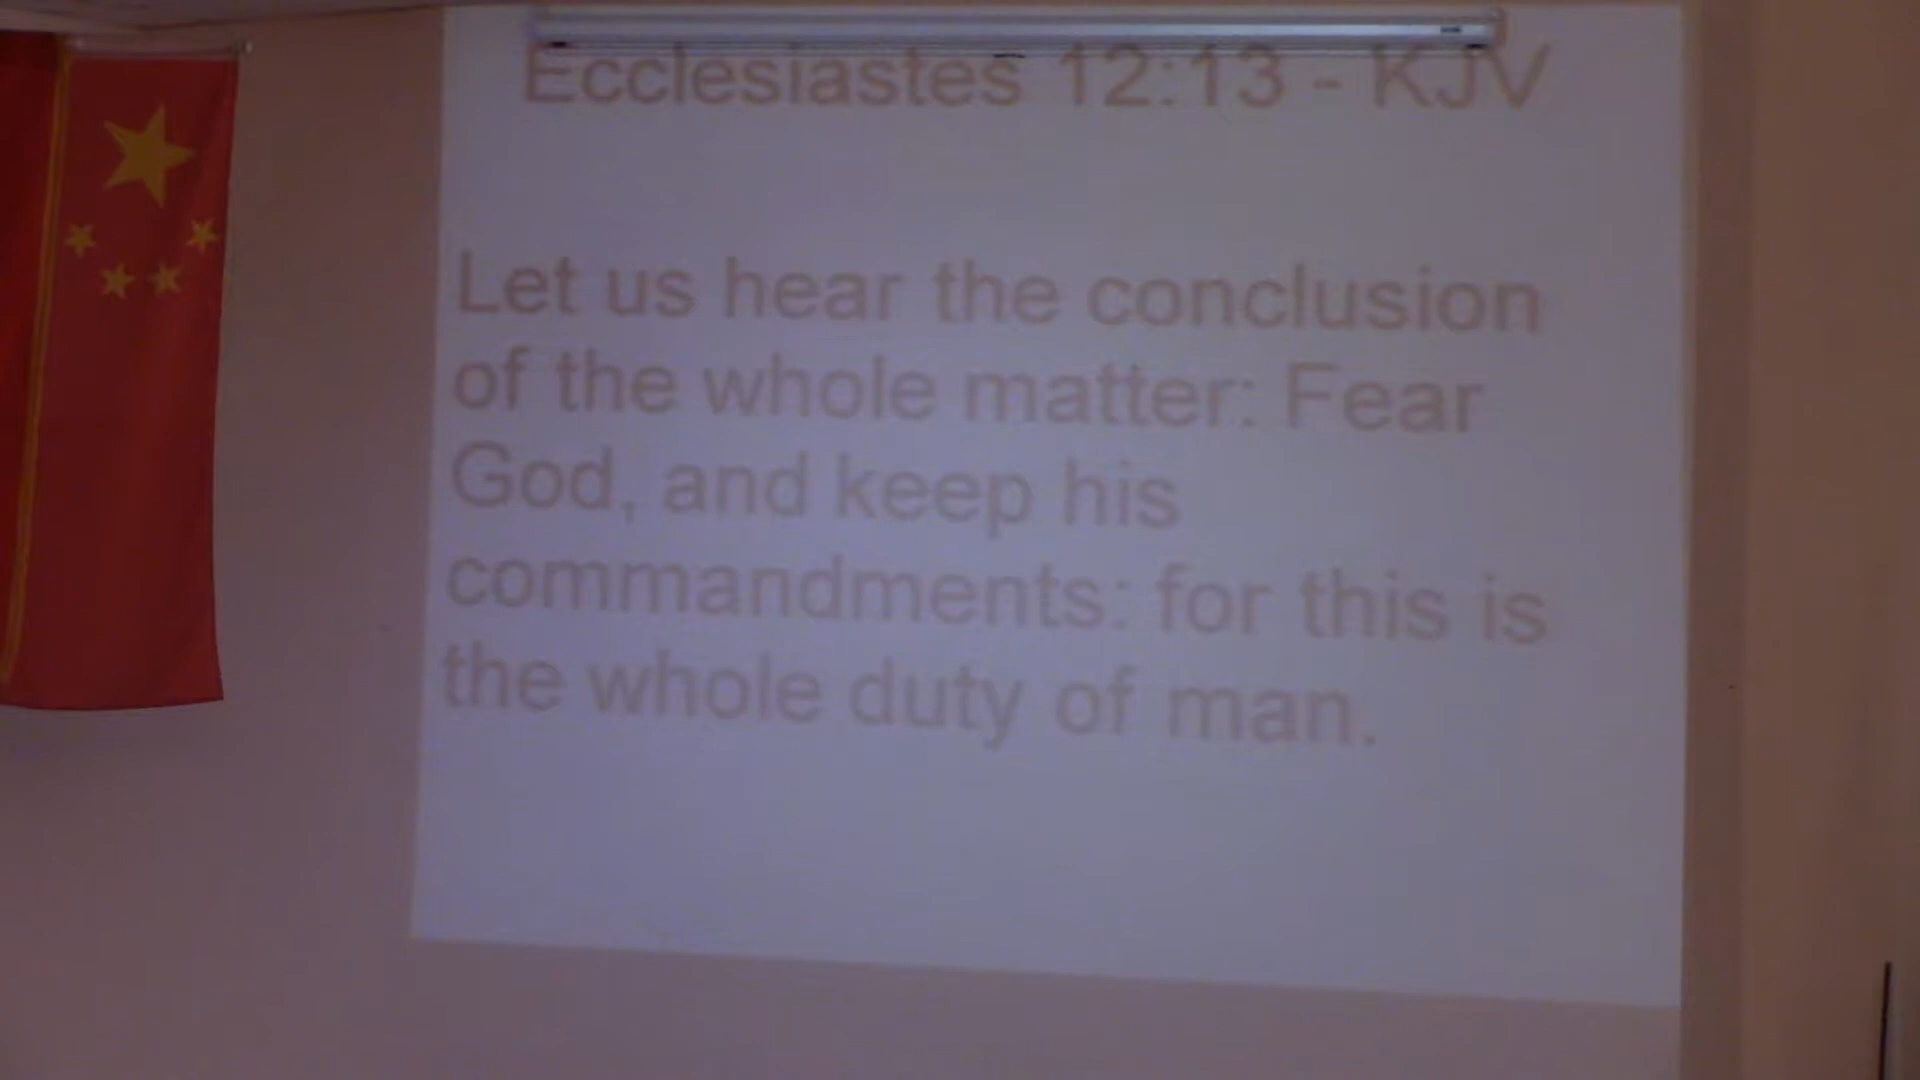 Ecclesiastes 12:13 - KJV
Let us hear the conclusion
of the whole matter: Fear
God, and keep his
commandments: for this is
the whole duty of man.